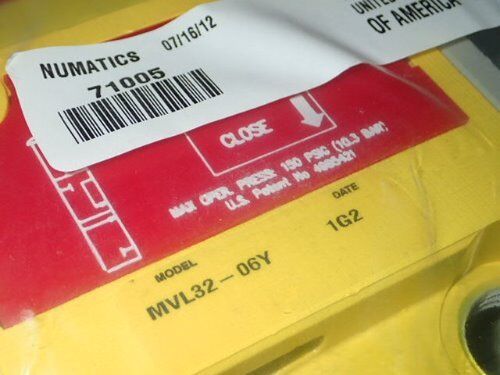 NUMATICS 07/16/12
71005
OF AMERICA
CLOSE
MAX OPER. PRESS: 150 PSIG (10.3 BAR)
U.S. Patent No
MODEL DATE
MVL32-06Y 1G2